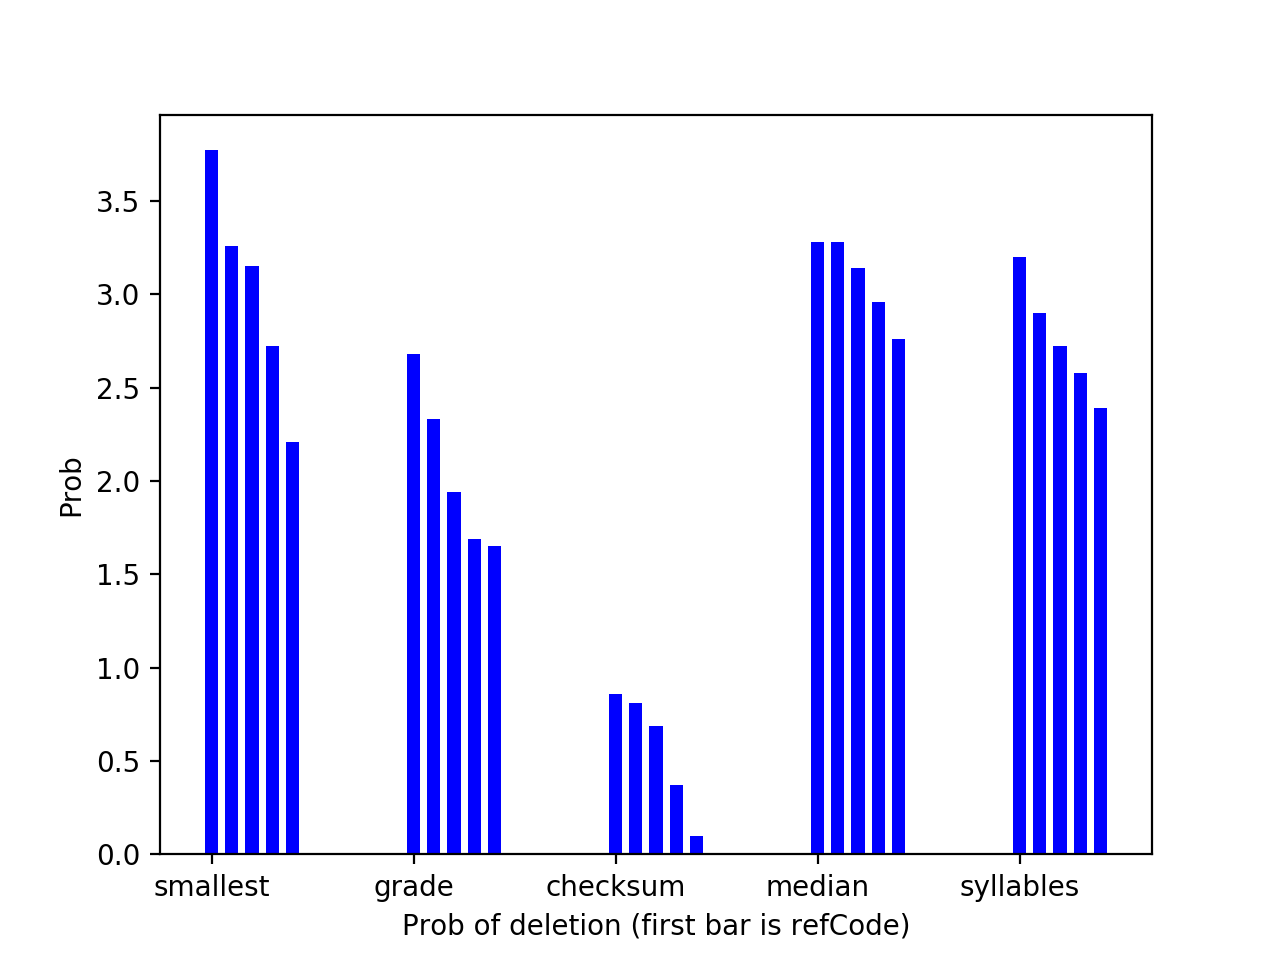 3.5
3.0
2.5
2.0
1.5
1.0
0.5
0.0
Prob
smallest grade checksum median syllables
Prob of deletion (first bar is refCode)